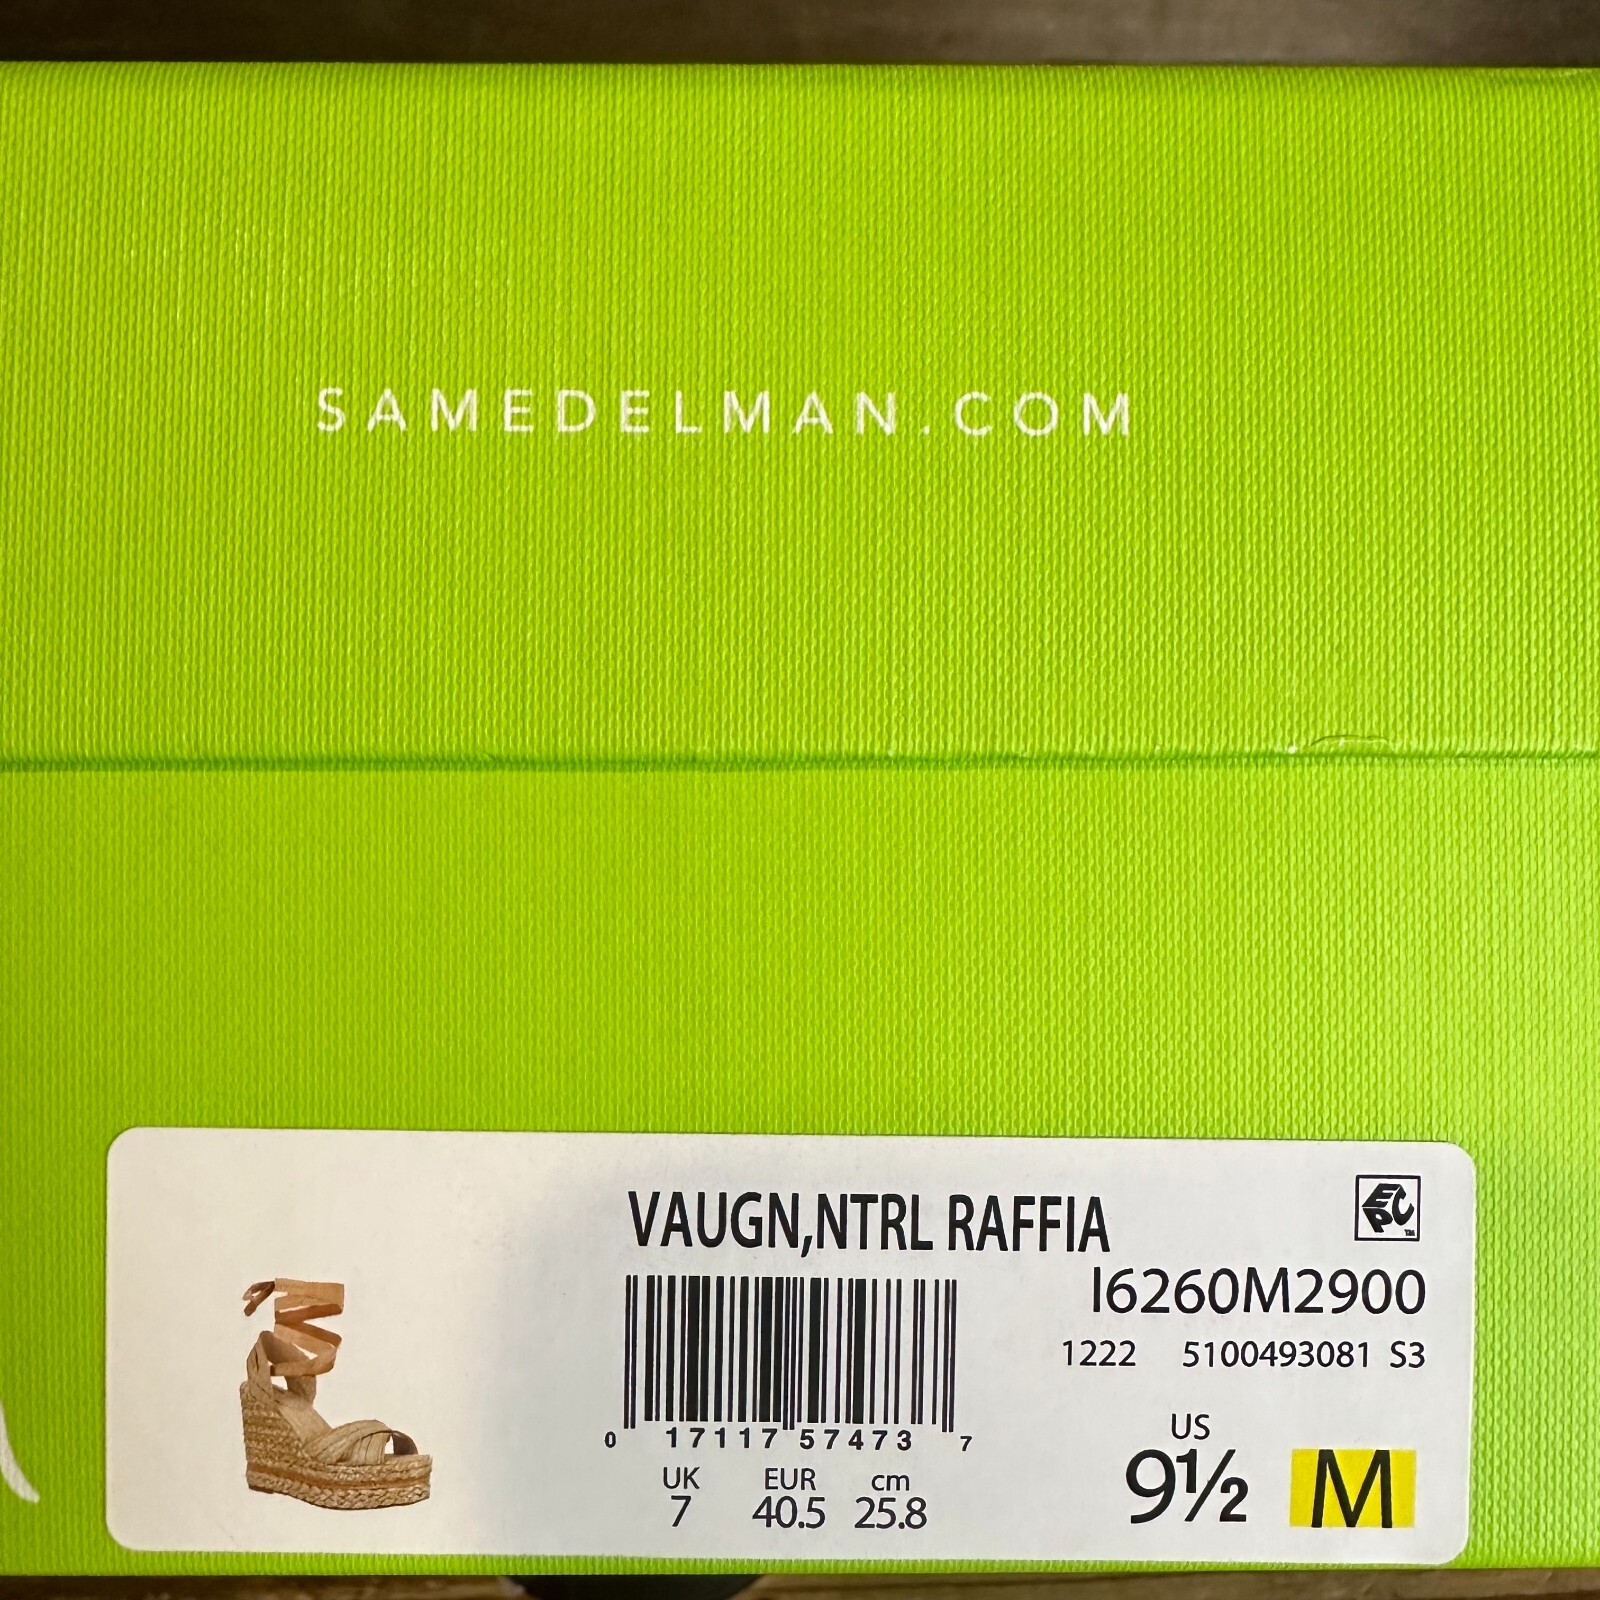 SAMEDELMAN.COM
VAUGN,NTRL RAFFIA
EPC™
I6260M2900
1222 5100493081 S3
0 17117 57473 7
UK EUR cm
7 40.5 25.8
US
9½ M